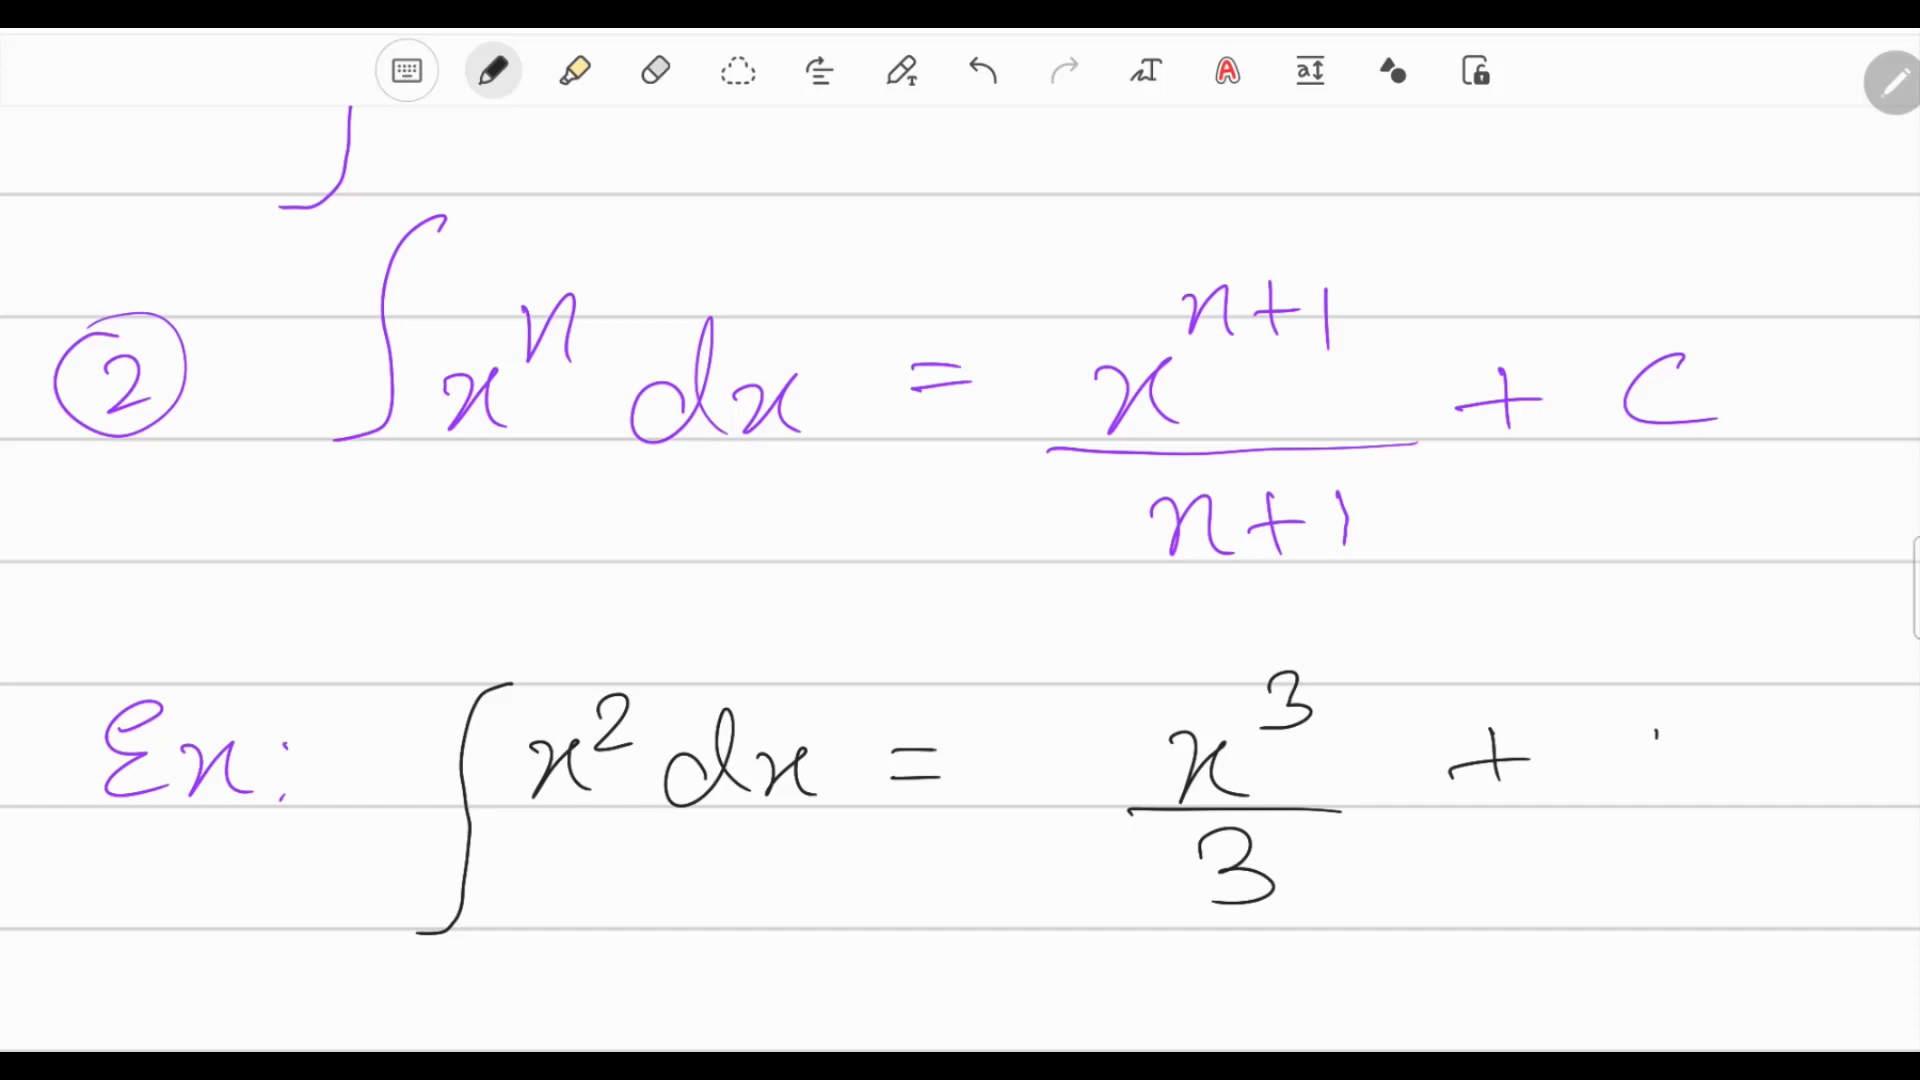 ② ∫ xⁿ dx = xⁿ⁺¹/n+1 + C
Ex: ∫ x² dx = x³/3 +